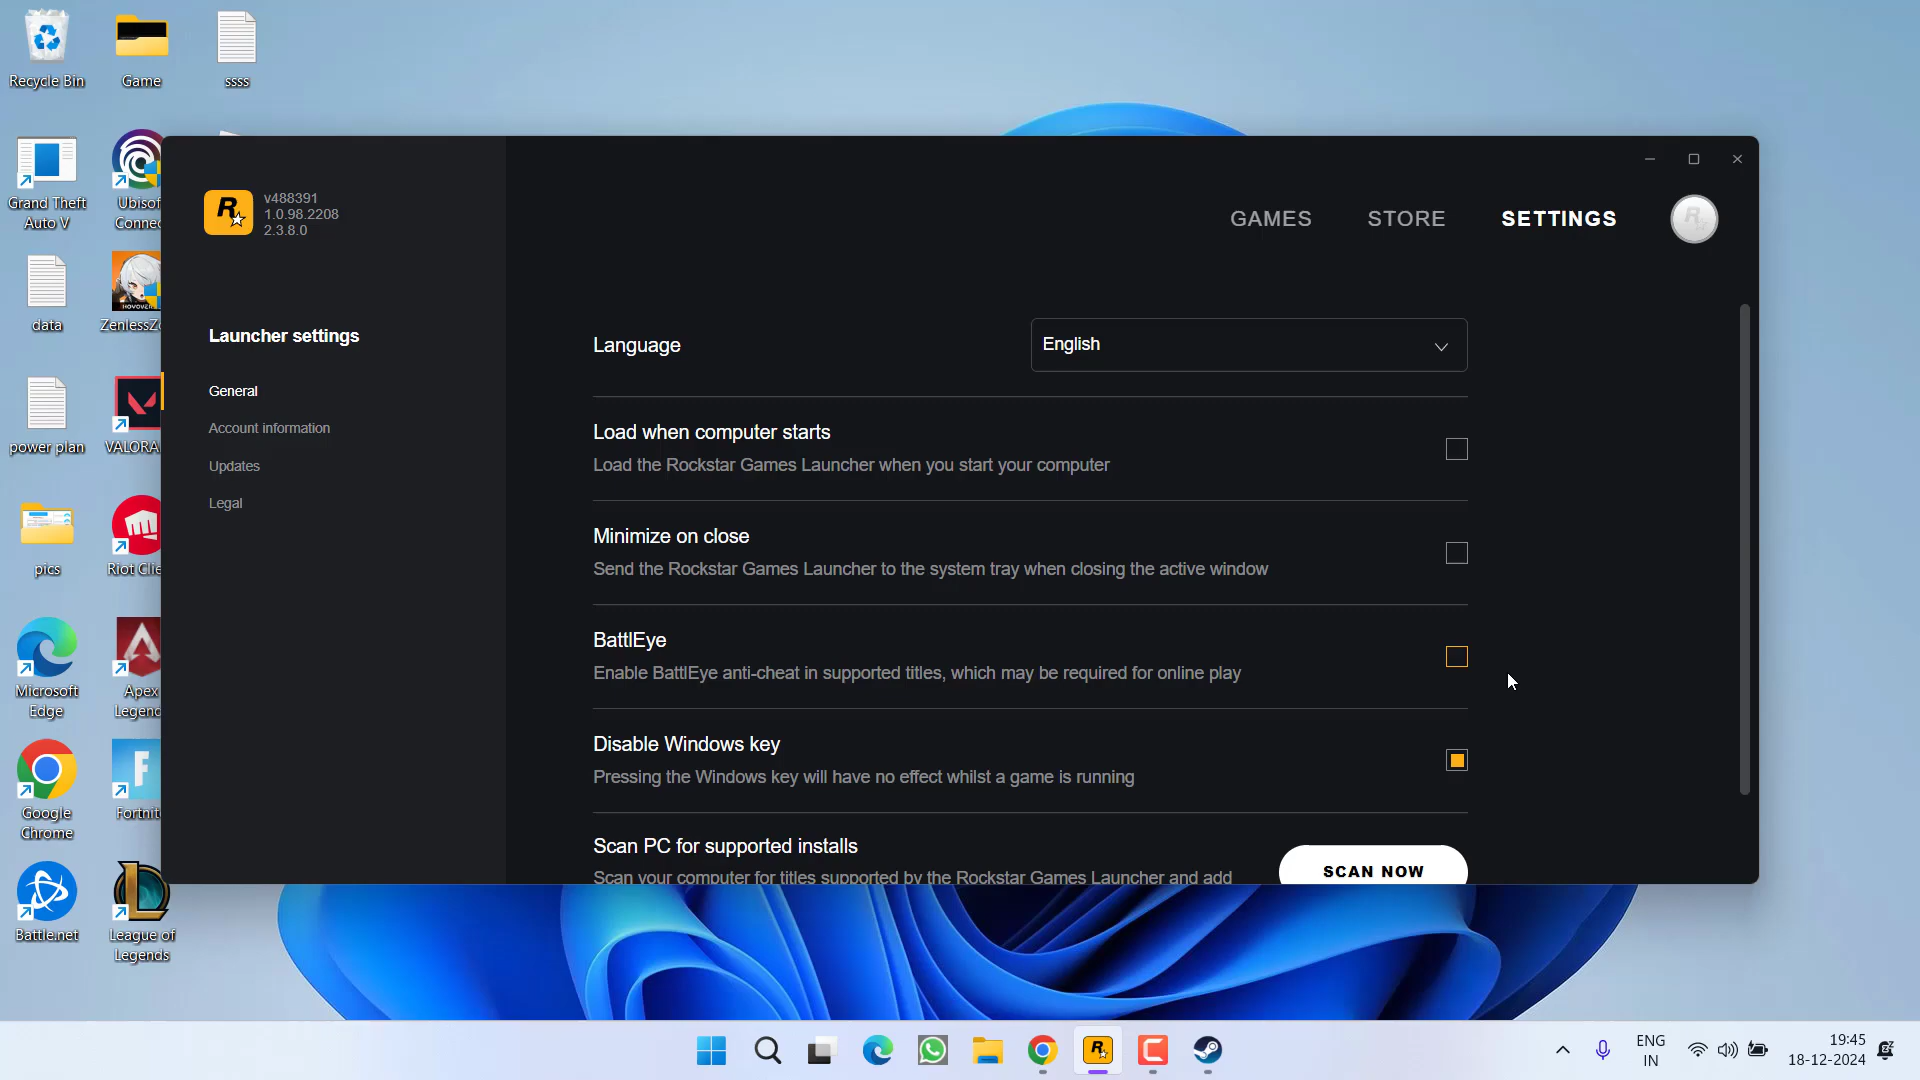 Recycle Bin
Game
ssss
Grand Theft
Auto V
Ubisof
Connec
data
ZenlessZo
power plan
VALORA
pics
Riot Clie
Microsoft
Edge
Apex
Legend
Google
Chrome
Fortnit
Battle.net
League of
Legends
v488391
1.0.98.2208
2.3.8.0
GAMES
STORE
SETTINGS
Launcher settings
General
Account information
Updates
Legal
Language
English
Load when computer starts
Load the Rockstar Games Launcher when you start your computer
Minimize on close
Send the Rockstar Games Launcher to the system tray when closing the active window
BattlEye
Enable BattlEye anti-cheat in supported titles, which may be required for online play
Disable Windows key
Pressing the Windows key will have no effect whilst a game is running
Scan PC for supported installs
Scan your computer for titles supported by the Rockstar Games Launcher and add
SCAN NOW
ENG
IN
19:45
18-12-2024